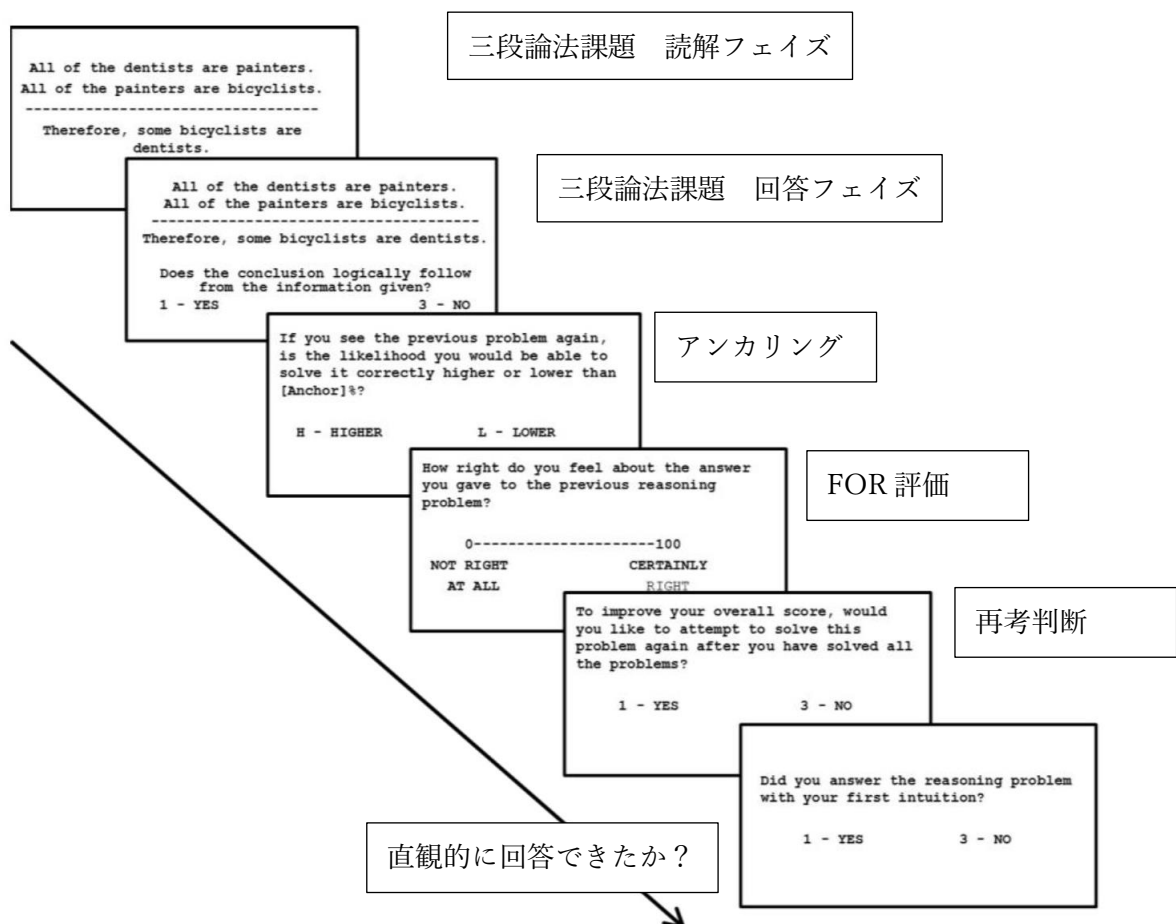 三段論法課題　読解フェイズ
All of the dentists are painters.
All of the painters are bicyclists.
----------------------------------
Therefore, some bicyclists are
dentists.
三段論法課題　回答フェイズ
All of the dentists are painters.
All of the painters are bicyclists.
--------------------------------------
Therefore, some bicyclists are dentists.
Does the conclusion logically follow
from the information given?
1 - YES 3 - NO
アンカリング
If you see the previous problem again,
is the likelihood you would be able to
solve it correctly higher or lower than
[Anchor]%?
H - HIGHER L - LOWER
FOR 評価
How right do you feel about the answer
you gave to the previous reasoning
problem?
0---------------------100
NOT RIGHT CERTAINLY
AT ALL RIGHT
再考判断
To improve your overall score, would
you like to attempt to solve this
problem again after you have solved all
the problems?
1 - YES 3 - NO
直観的に回答できたか？
Did you answer the reasoning problem
with your first intuition?
1 - YES 3 - NO